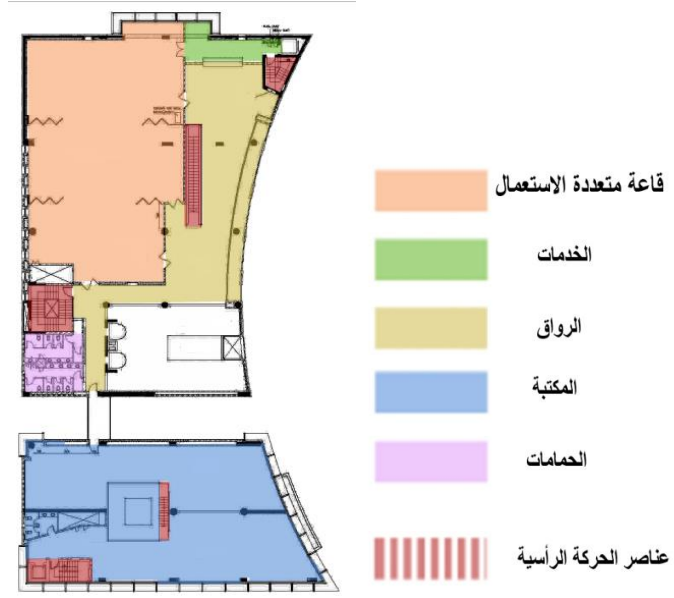 قاعة متعددة الاستعمال
الخدمات
الرواق
المكتبة
الحمامات
عناصر الحركة الرأسية